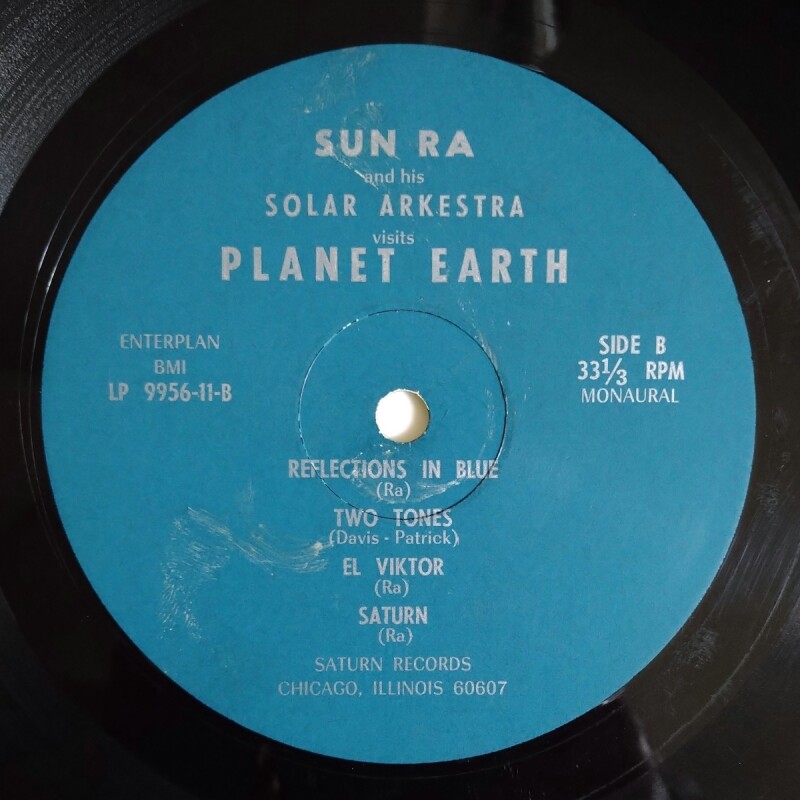 SUN RA
and his
SOLAR ARKESTRA
visits
PLANET EARTH
ENTERPLAN
BMI
LP 9956-11-B
SIDE B
33⅓ RPM
MONAURAL
REFLECTIONS IN BLUE
(Ra)
TWO TONES
(Davis - Patrick)
EL VIKTOR
(Ra)
SATURN
(Ra)
SATURN RECORDS
CHICAGO, ILLINOIS 60607